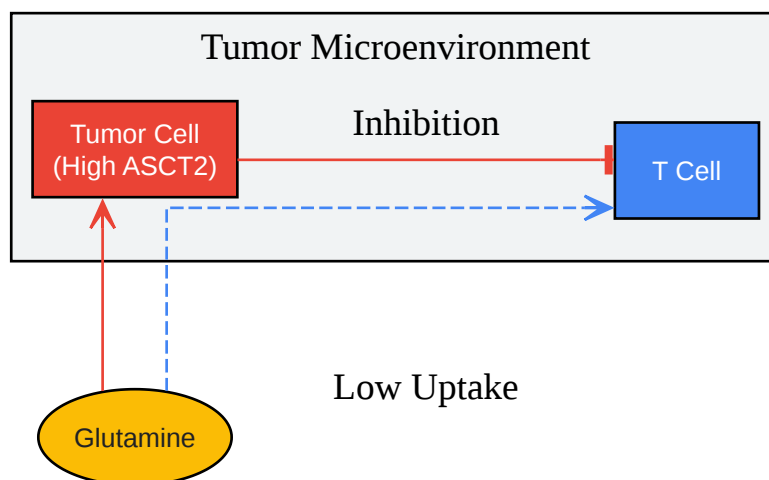 Tumor Microenvironment
Inhibition
Tumor Cell
(High ASCT2)
T Cell
Low Uptake
Glutamine